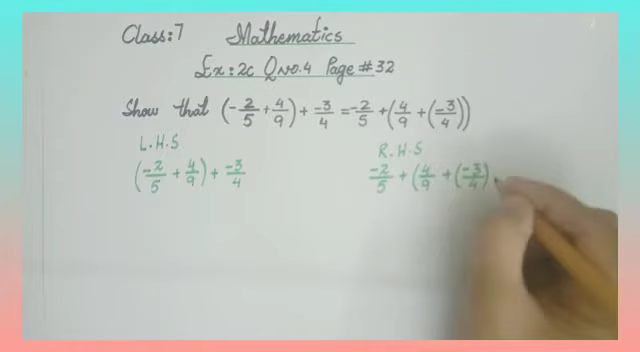 Class:7 Mathematics
Ex:2c Q no.4 Page #32
Show that (-2/5 + 4/9) + -3/4 = -2/5 + (4/9 + (-3/4))
L.H.S R.H.S
(-2/5 + 4/9) + -3/4 -2/5 + (4/9 + (-3/4)